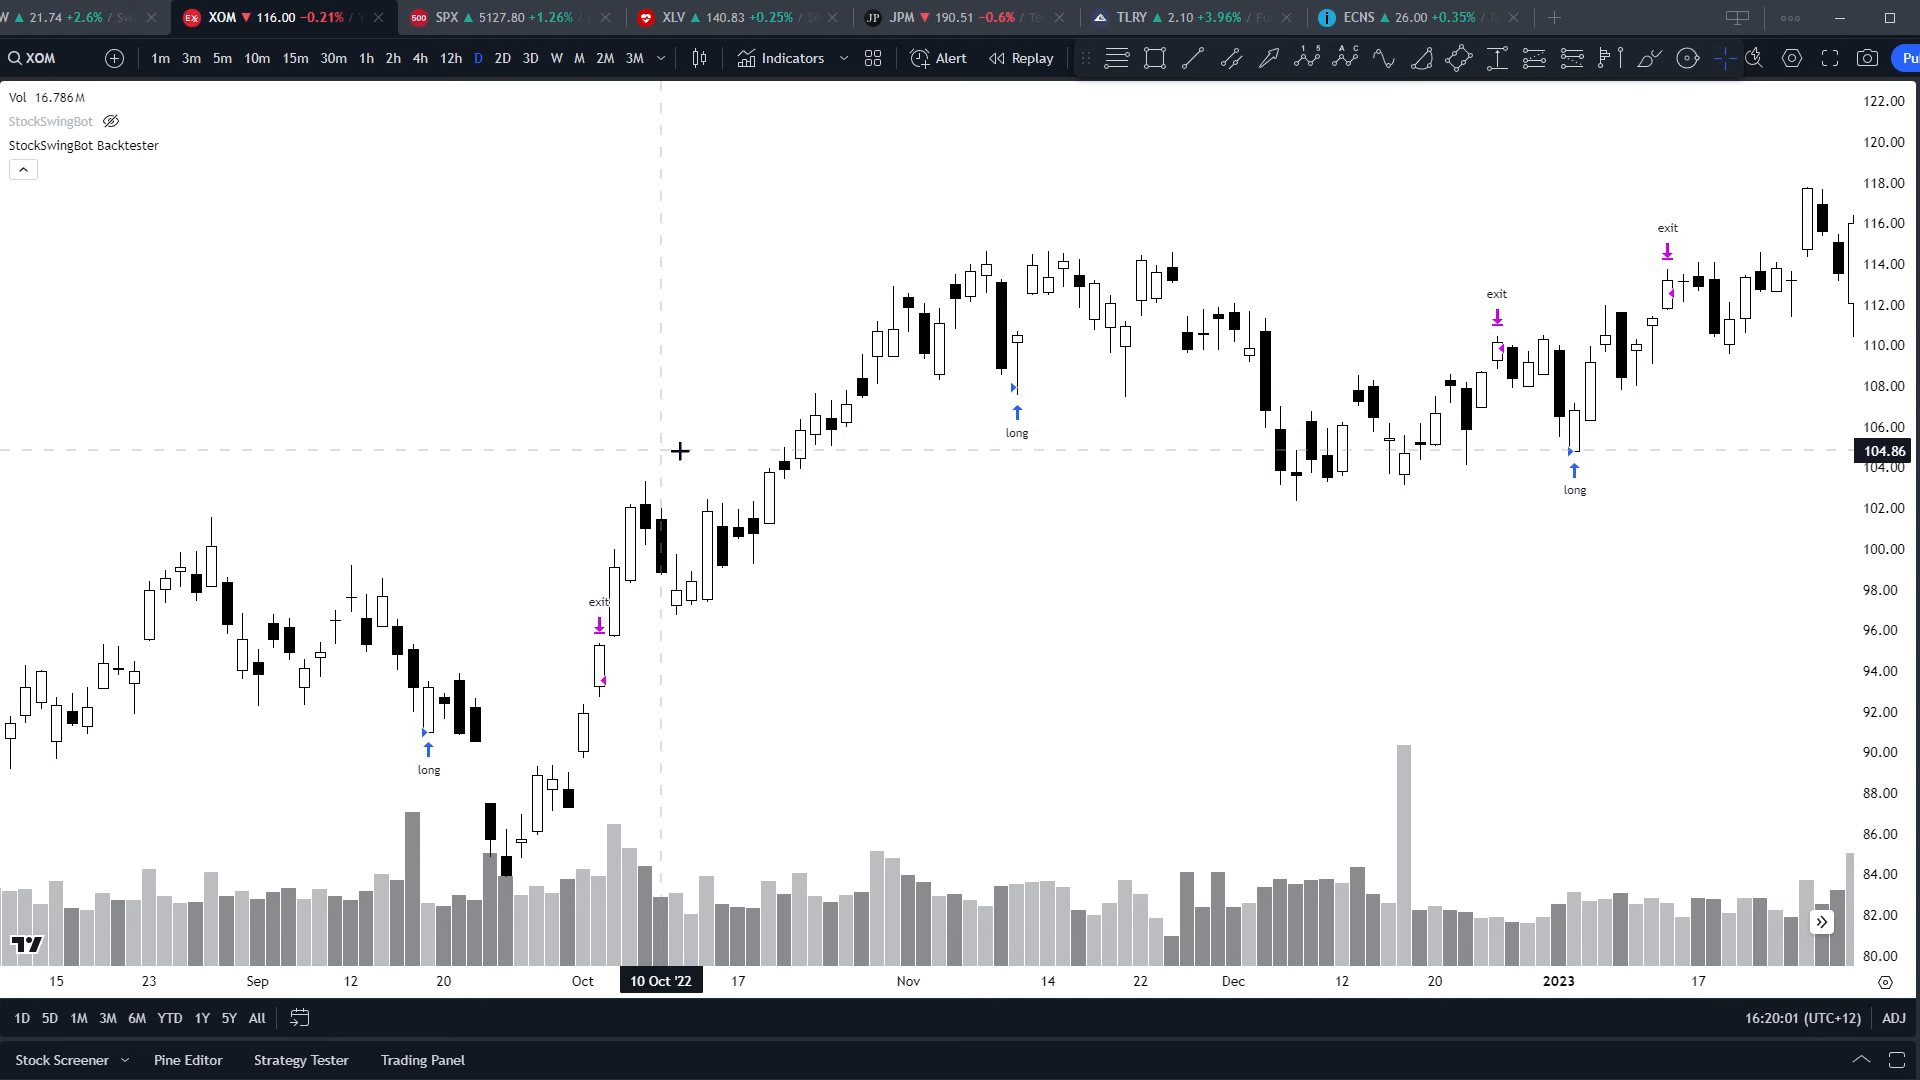 W ▲ 21.74 +2.6% / Sw
XOM ▼ 116.00 −0.21% / Y
SPX ▲ 5127.80 +1.26% /
XLV ▲ 140.83 +0.25% / S
JPM ▼ 190.51 −0.6% / Te
TLRY ▲ 2.10 +3.96% / Fu
ECNS ▲ 26.00 +0.35% /
XOM 1m 3m 5m 10m 15m 30m 1h 2h 4h 12h D 2D 3D W M 2M 3M Indicators Alert Replay Pu
Vol 16.786 M
StockSwingBot
StockSwingBot Backtester
122.00
120.00
118.00
116.00
114.00
112.00
110.00
108.00
106.00
104.86
104.00
102.00
100.00
98.00
96.00
94.00
92.00
90.00
88.00
86.00
84.00
82.00
80.00
exit
exit
long
long
exit
long
15 23 Sep 12 20 Oct 10 Oct '22 17 Nov 14 22 Dec 12 20 2023 17
1D 5D 1M 3M 6M YTD 1Y 5Y All 16:20:01 (UTC+12) ADJ
Stock Screener Pine Editor Strategy Tester Trading Panel